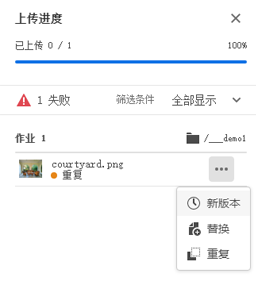 上传进度
已上传 0 / 1 100%
1 失败 筛选条件 全部显示
作业 1 /___demo1
courtyard.png
重复
新版本
替换
重复